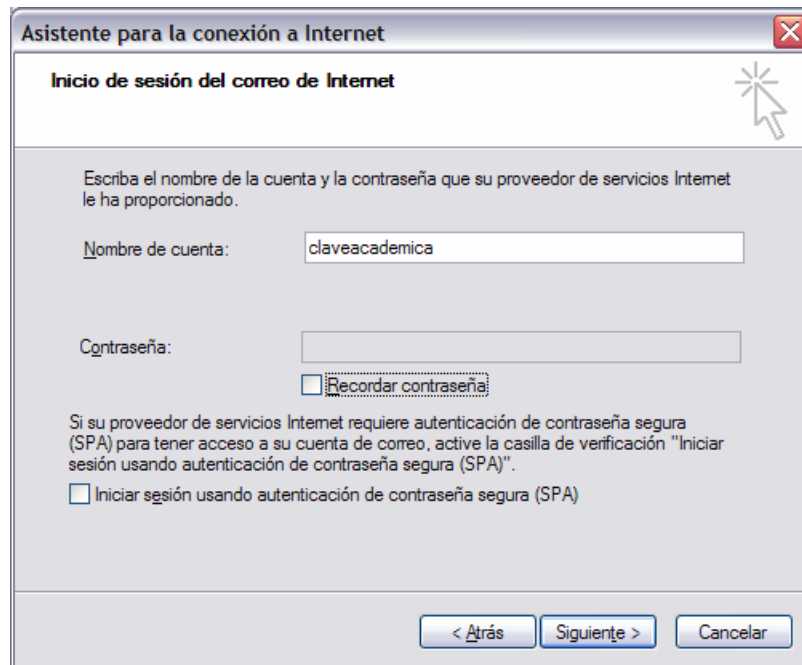 Asistente para la conexión a Internet
Inicio de sesión del correo de Internet
Escriba el nombre de la cuenta y la contraseña que su proveedor de servicios Internet
le ha proporcionado.
Nombre de cuenta: claveacademica
Contraseña:
Recordar contraseña
Si su proveedor de servicios Internet requiere autenticación de contraseña segura
(SPA) para tener acceso a su cuenta de correo, active la casilla de verificación "Iniciar
sesión usando autenticación de contraseña segura (SPA)".
Iniciar sesión usando autenticación de contraseña segura (SPA)
< Atrás Siguiente > Cancelar